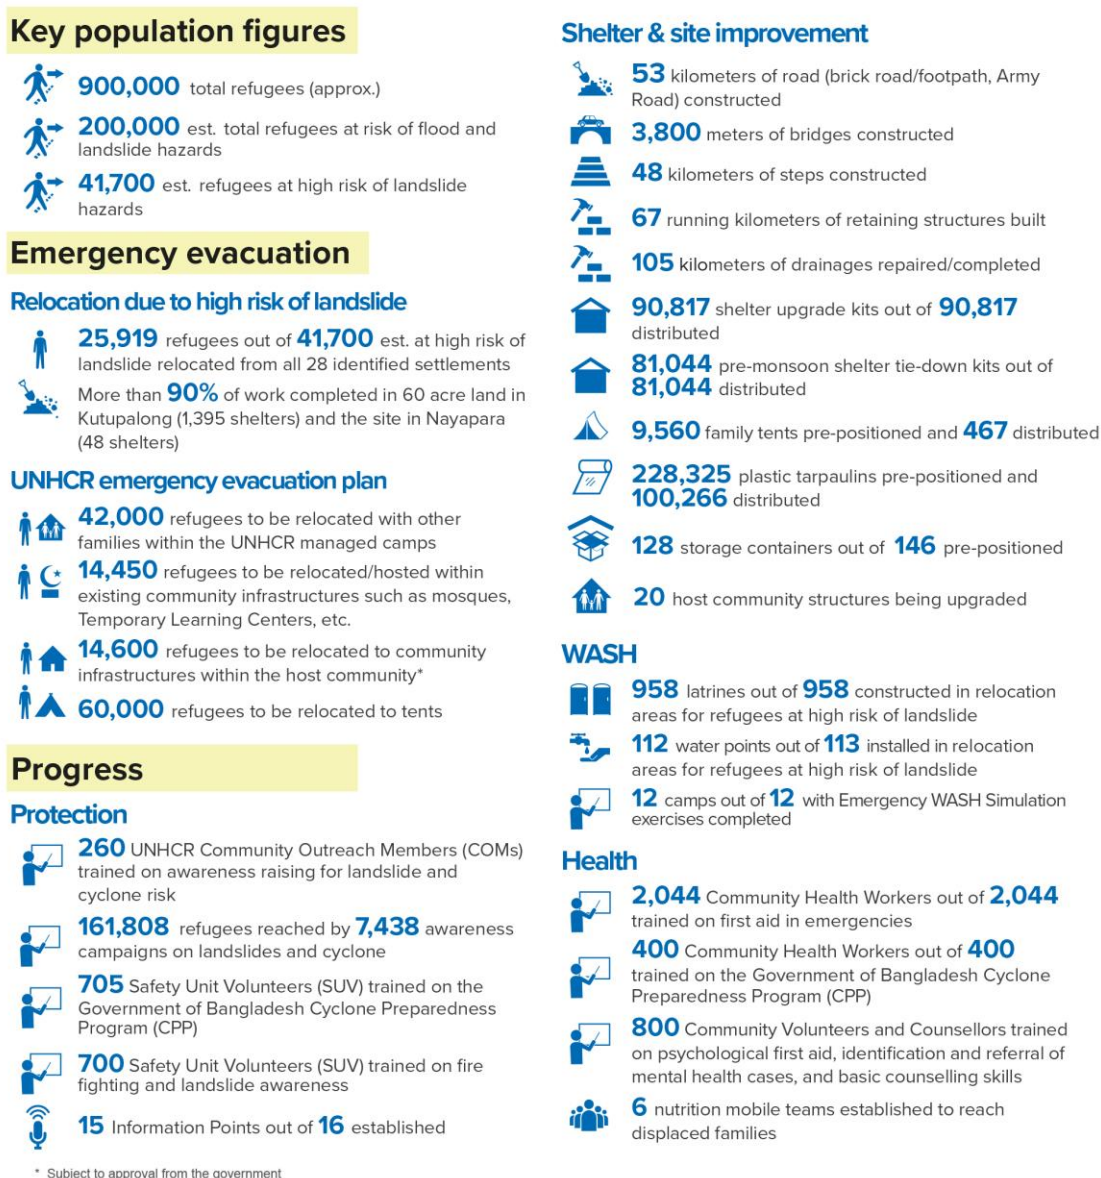 Key population figures
900,000 total refugees (approx.)
200,000 est. total refugees at risk of flood and
landslide hazards
41,700 est. refugees at high risk of landslide
hazards
Emergency evacuation
Relocation due to high risk of landslide
25,919 refugees out of 41,700 est. at high risk of
landslide relocated from all 28 identified settlements
More than 90% of work completed in 60 acre land in
Kutupalong (1,395 shelters) and the site in Nayapara
(48 shelters)
UNHCR emergency evacuation plan
42,000 refugees to be relocated with other
families within the UNHCR managed camps
14,450 refugees to be relocated/hosted within
existing community infrastructures such as mosques,
Temporary Learning Centers, etc.
14,600 refugees to be relocated to community
infrastructures within the host community*
60,000 refugees to be relocated to tents
Progress
Protection
260 UNHCR Community Outreach Members (COMs)
trained on awareness raising for landslide and
cyclone risk
161,808 refugees reached by 7,438 awareness
campaigns on landslides and cyclone
705 Safety Unit Volunteers (SUV) trained on the
Government of Bangladesh Cyclone Preparedness
Program (CPP)
700 Safety Unit Volunteers (SUV) trained on fire
fighting and landslide awareness
15 Information Points out of 16 established
* Subject to approval from the government
Shelter & site improvement
53 kilometers of road (brick road/footpath, Army
Road) constructed
3,800 meters of bridges constructed
48 kilometers of steps constructed
67 running kilometers of retaining structures built
105 kilometers of drainages repaired/completed
90,817 shelter upgrade kits out of 90,817
distributed
81,044 pre-monsoon shelter tie-down kits out of
81,044 distributed
9,560 family tents pre-positioned and 467 distributed
228,325 plastic tarpaulins pre-positioned and
100,266 distributed
128 storage containers out of 146 pre-positioned
20 host community structures being upgraded
WASH
958 latrines out of 958 constructed in relocation
areas for refugees at high risk of landslide
112 water points out of 113 installed in relocation
areas for refugees at high risk of landslide
12 camps out of 12 with Emergency WASH Simulation
exercises completed
Health
2,044 Community Health Workers out of 2,044
trained on first aid in emergencies
400 Community Health Workers out of 400
trained on the Government of Bangladesh Cyclone
Preparedness Program (CPP)
800 Community Volunteers and Counsellors trained
on psychological first aid, identification and referral of
mental health cases, and basic counselling skills
6 nutrition mobile teams established to reach
displaced families